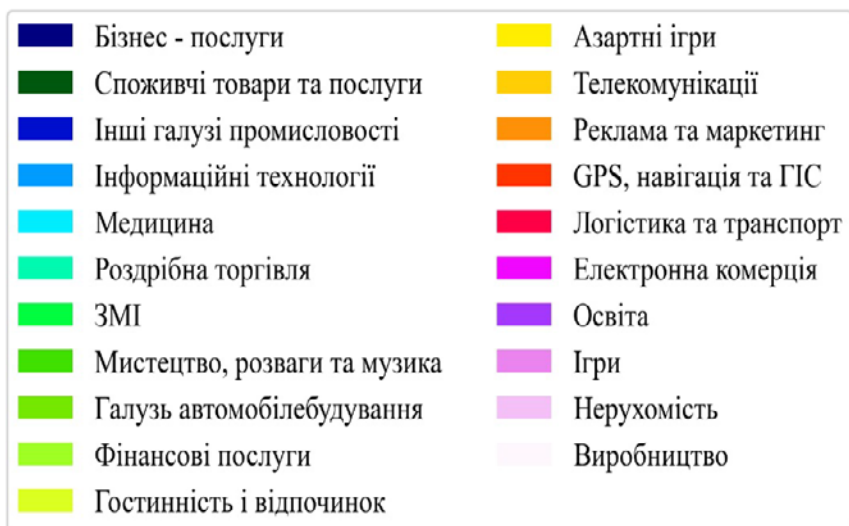 Бізнес - послуги
Споживчі товари та послуги
Інші галузі промисловості
Інформаційні технології
Медицина
Роздрібна торгівля
ЗМІ
Мистецтво, розваги та музика
Галузь автомобілебудування
Фінансові послуги
Гостинність і відпочинок
Азартні ігри
Телекомунікації
Реклама та маркетинг
GPS, навігація та ГІС
Логістика та транспорт
Електронна комерція
Освіта
Ігри
Нерухомість
Виробництво